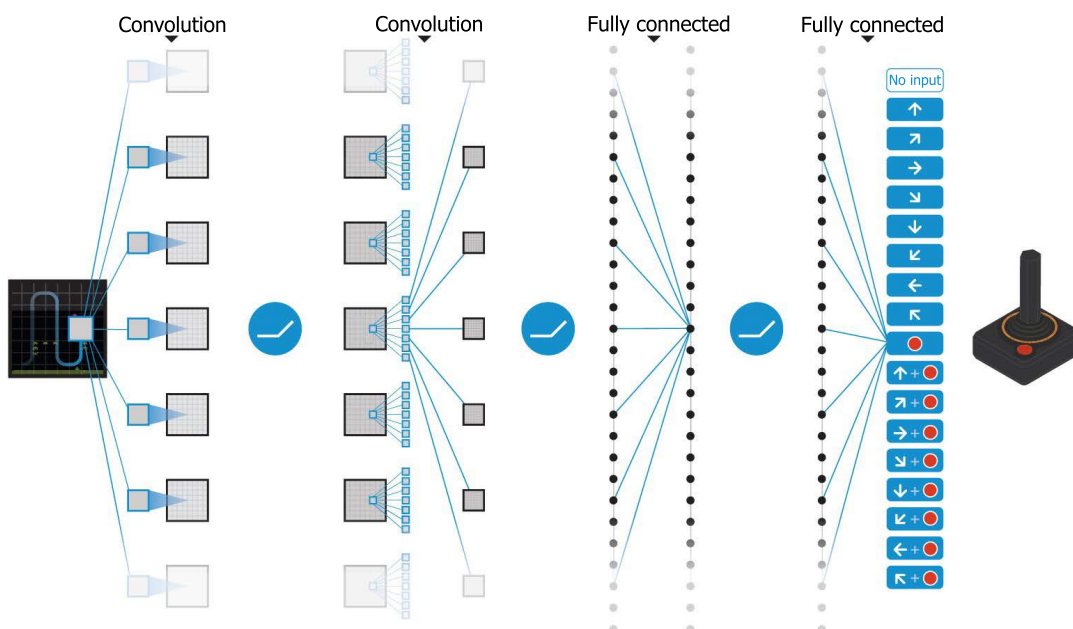 Convolution
Convolution
Fully connected
Fully connected
No input
+
+
+
+
+
+
+
+